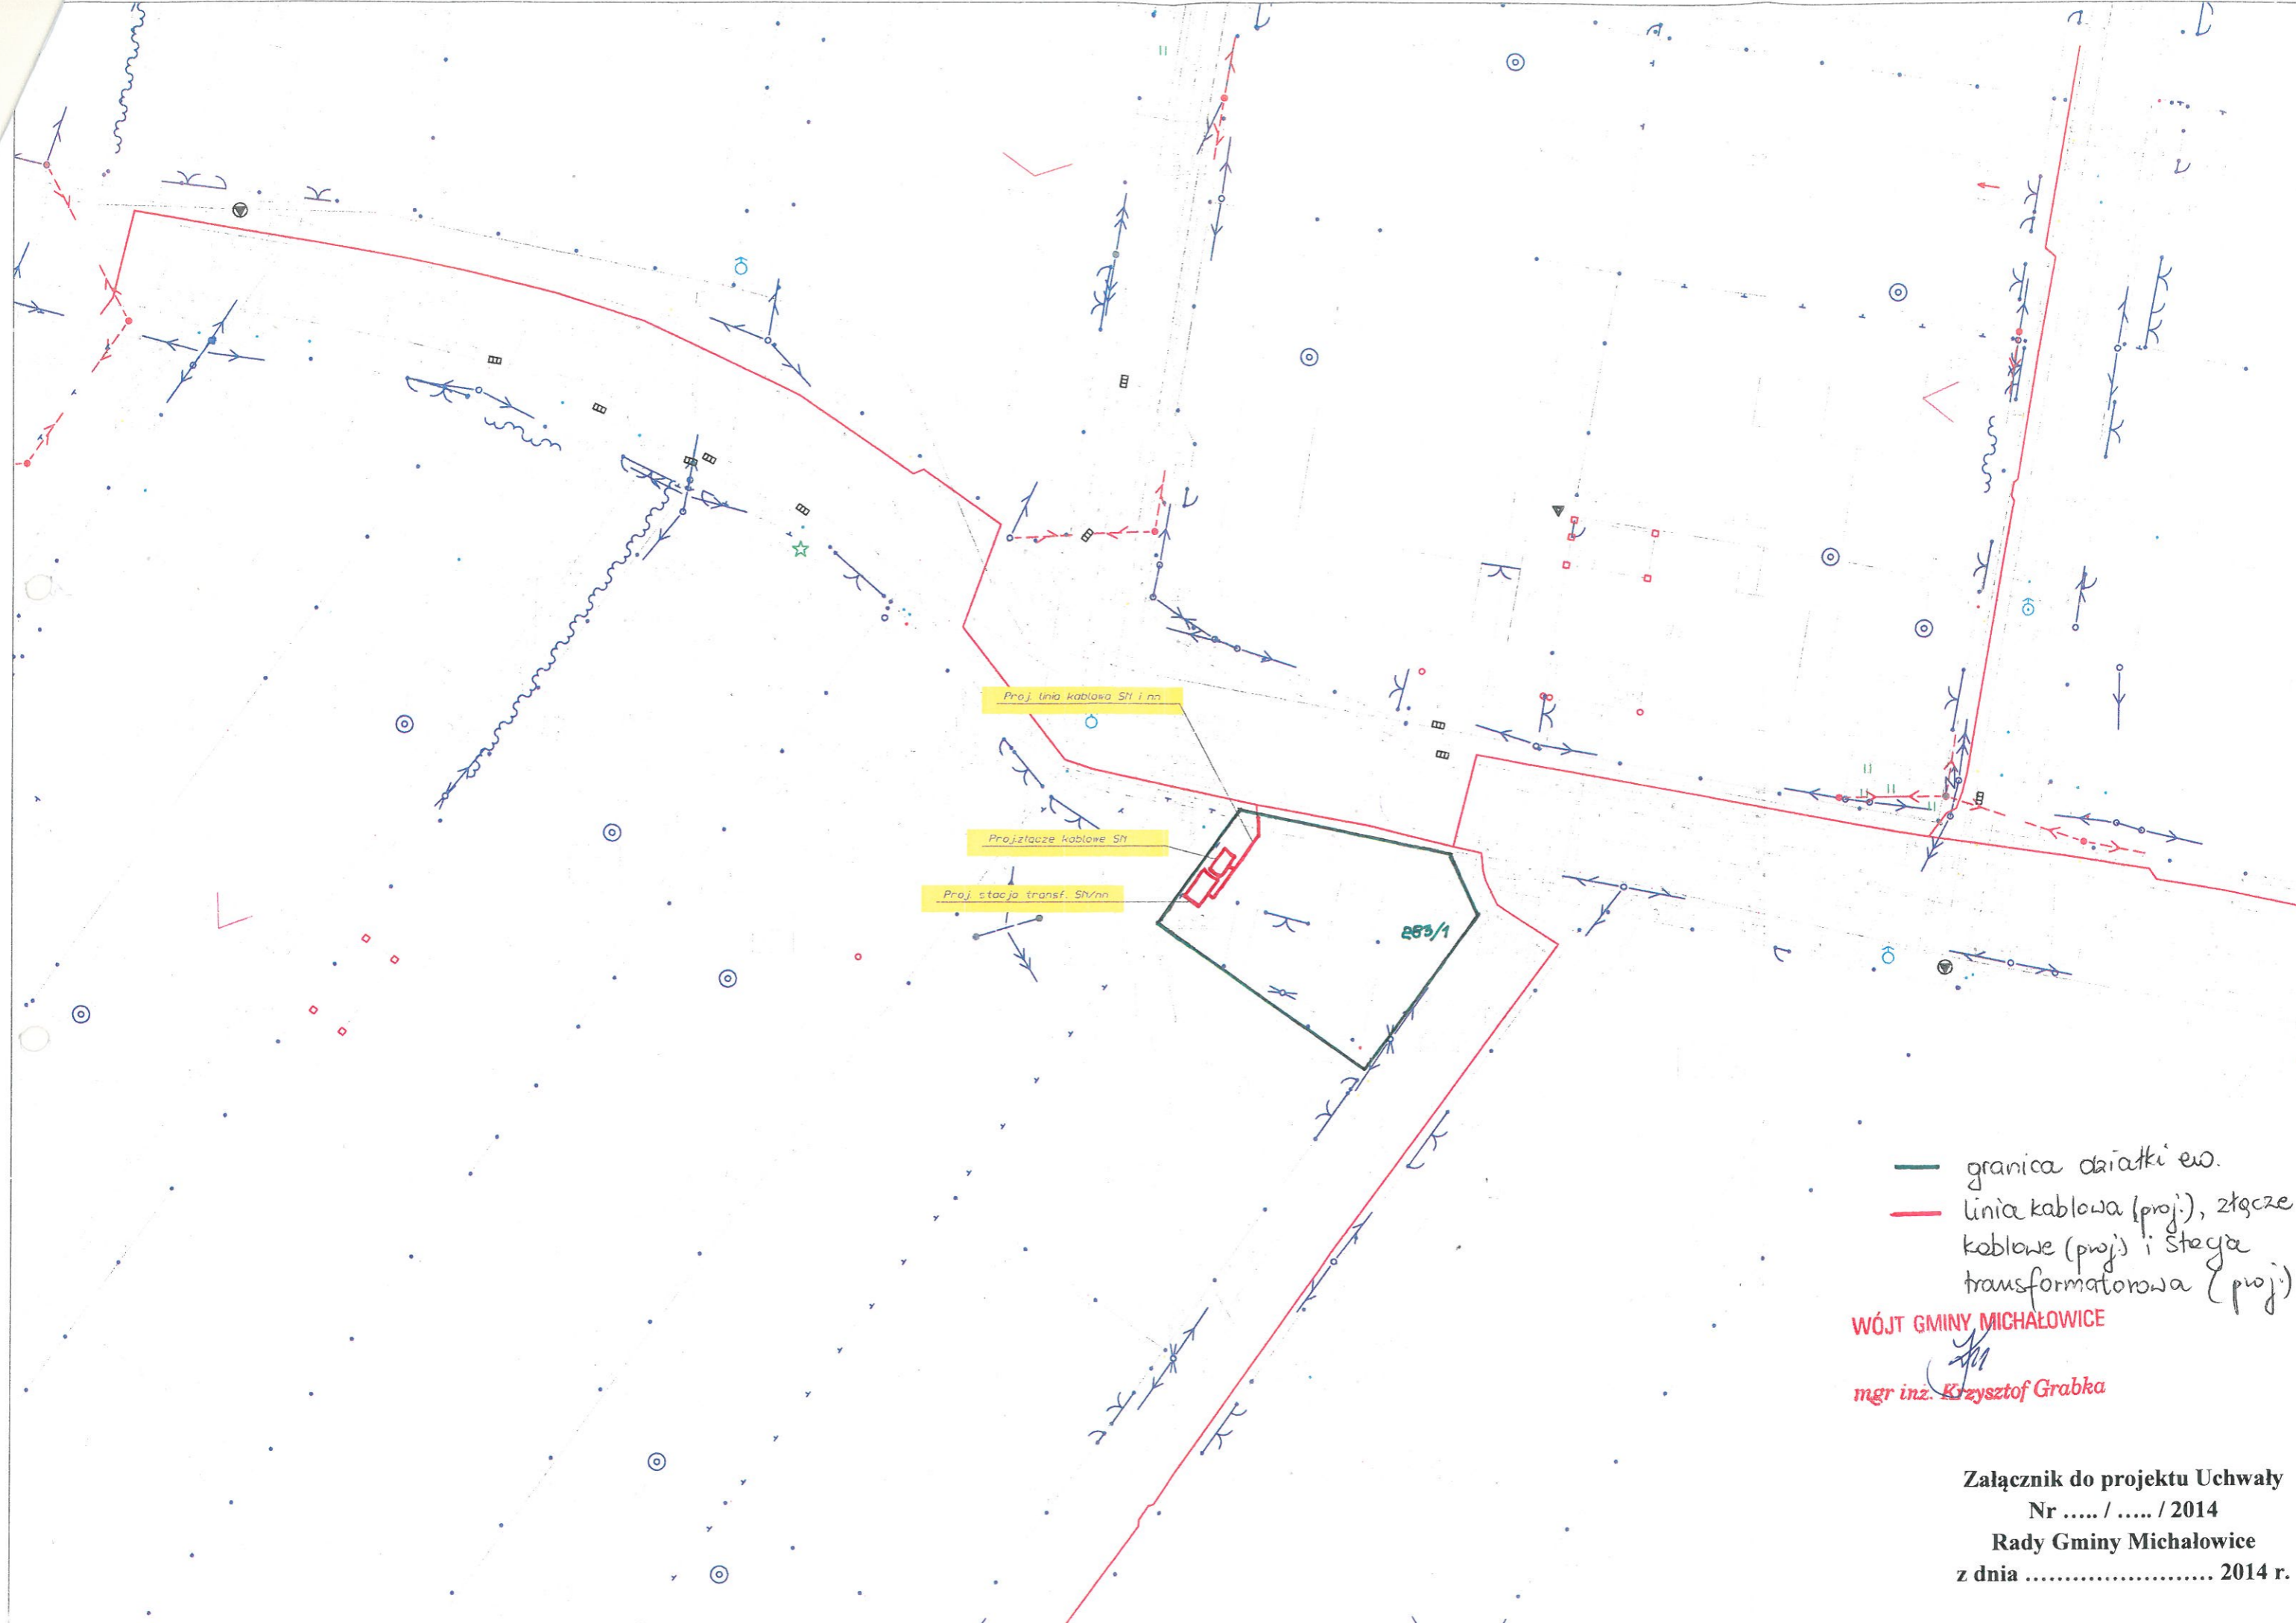 Proj. linia kablowa SN i nn
Proj.złącze kablowe SN
Proj. stacja transf. SN/nn
283/1
granica działki ew.
linia kablowa (proj.), złącze
kablowe (proj.) i stacja
transformatorowa (proj.)
WÓJT GMINY MICHAŁOWICE
mgr inż. Krzysztof Grabka
Załącznik do projektu Uchwały
Nr ..... / ..... / 2014
Rady Gminy Michałowice
z dnia ........................ 2014 r.